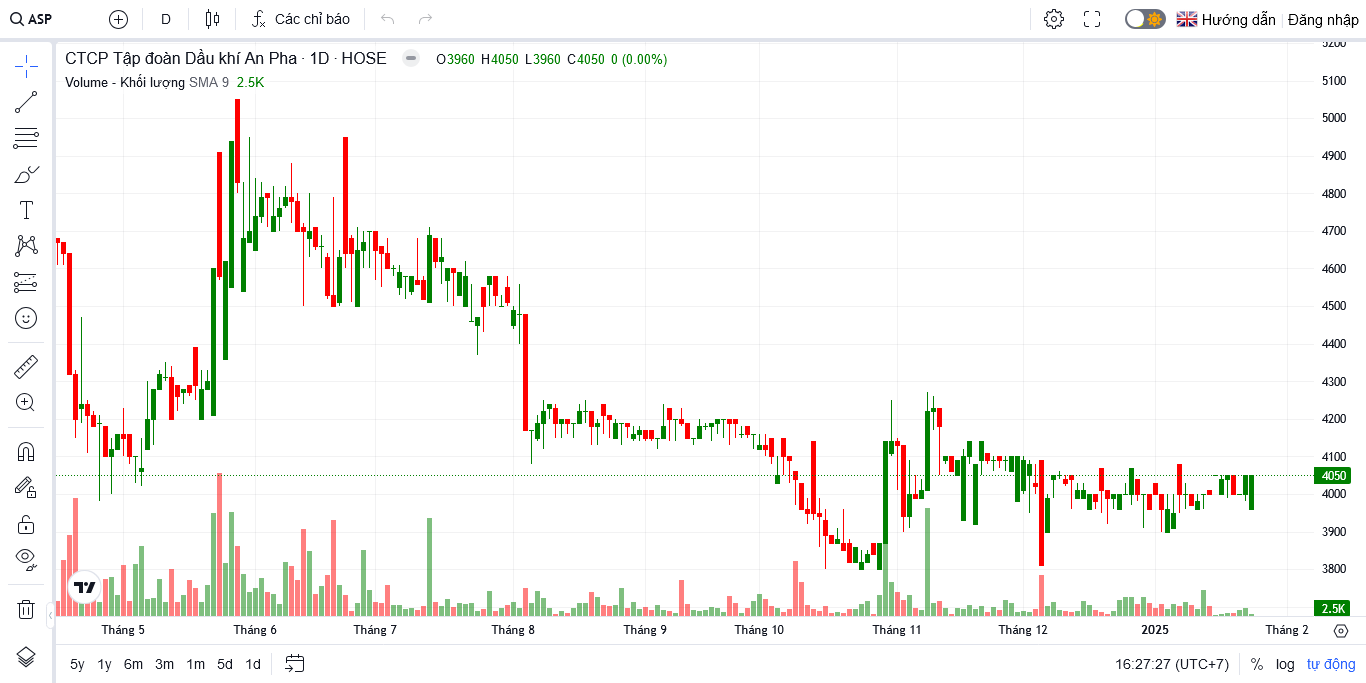 ASP D Các chỉ báo Hướng dẫn Đăng nhập
CTCP Tập đoàn Dầu khí An Pha · 1D · HOSE O3960 H4050 L3960 C4050 0 (0.00%)
Volume - Khối lượng SMA 9 2.5K
5200
5100
5000
4900
4800
4700
4600
4500
4400
4300
4200
4100
4050
4000
3900
3800
2.5K
Tháng 5 Tháng 6 Tháng 7 Tháng 8 Tháng 9 Tháng 10 Tháng 11 Tháng 12 2025 Tháng 2
5y 1y 6m 3m 1m 5d 1d 16:27:27 (UTC+7) % log tự động